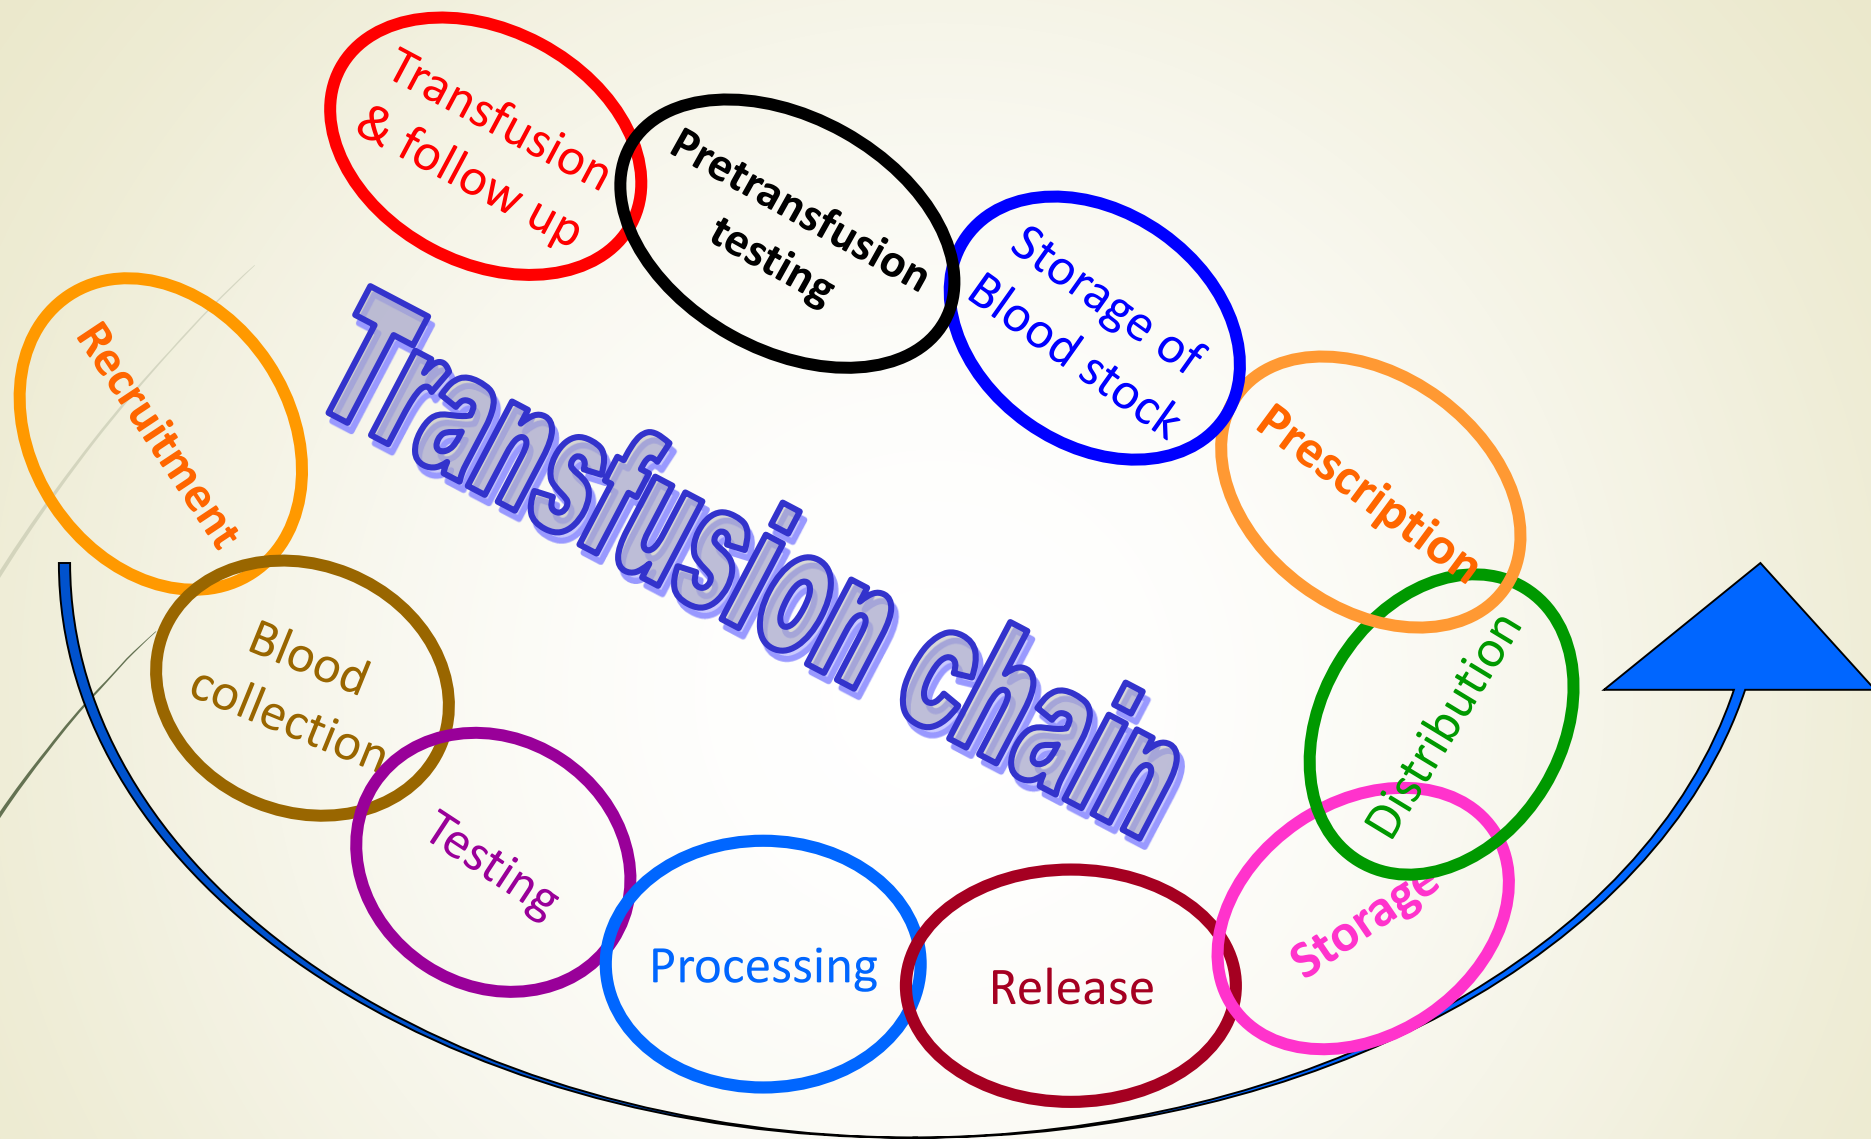 Transfusion
& follow up
Pretransfusion
testing
Storage of
Blood stock
Prescription
Recruitment
Transfusion chain
Blood
collection
Testing
Processing
Release
Storage
Distribution